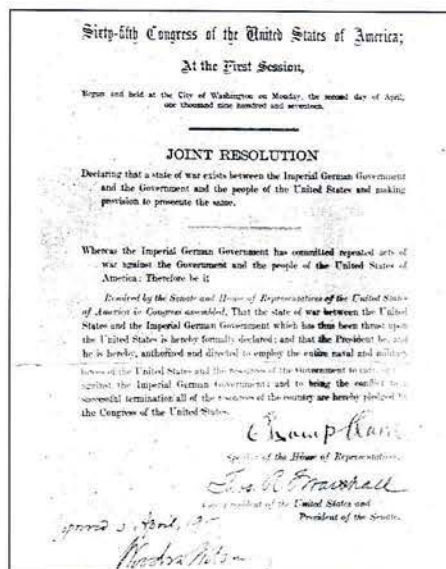 Sixty-fifth Congress of the United States of America;
At the First Session,
Begun and held at the City of Washington on Monday, the second day of April,
one thousand nine hundred and seventeen.
JOINT RESOLUTION
Declaring that a state of war exists between the Imperial German Government
and the Government and the people of the United States and making
provision to prosecute the same.
Whereas the Imperial German Government has committed repeated acts of
war against the Government and the people of the United States of
America: Therefore be it
Resolved by the Senate and House of Representatives of the United States
of America in Congress assembled, That the state of war between the United
States and the Imperial German Government which has thus been thrust upon
the United States is hereby formally declared; and that the President be, and
he is hereby, authorized and directed to employ the entire naval and military
forces of the United States and the resources of the Government to carry on
against the Imperial German Government; and to bring the conflict to a
successful termination all of the resources of the country are hereby pledged by
the Congress of the United States.
Champ Clark
Speaker of the House of Representatives.
Thos. R. Marshall
Vice President of the United States and
President of the Senate.
April,
Woodrow Wilson